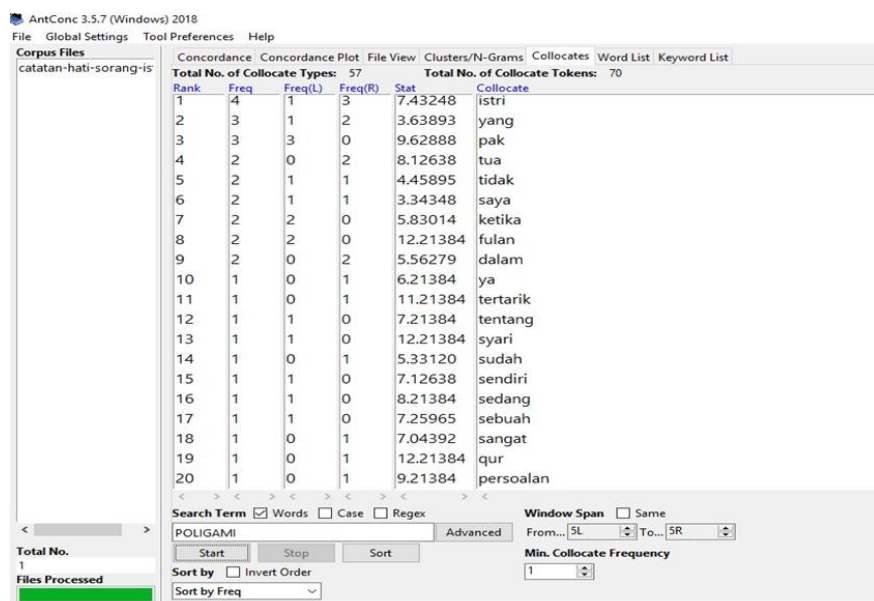 AntConc 3.5.7 (Windows) 2018
File Global Settings Tool Preferences Help
Corpus Files
catatan-hati-sorang-is
Concordance Concordance Plot File View Clusters/N-Grams Collocates Word List Keyword List
Total No. of Collocate Types: 57 Total No. of Collocate Tokens: 70
Rank Freq Freq(L) Freq(R) Stat Collocate
1 4 1 3 7.43248 istri
2 3 1 2 3.63893 yang
3 3 3 0 9.62888 pak
4 2 0 2 8.12638 tua
5 2 1 1 4.45895 tidak
6 2 1 1 3.34348 saya
7 2 2 0 5.83014 ketika
8 2 2 0 12.21384 fulan
9 2 0 2 5.56279 dalam
10 1 0 1 6.21384 ya
11 1 0 1 11.21384 tertarik
12 1 1 0 7.21384 tentang
13 1 1 0 12.21384 syari
14 1 0 1 5.33120 sudah
15 1 1 0 7.12638 sendiri
16 1 1 0 8.21384 sedang
17 1 1 0 7.25965 sebuah
18 1 0 1 7.04392 sangat
19 1 0 1 12.21384 qur
20 1 0 1 9.21384 persoalan
Search Term Words Case Regex Window Span Same
POLIGAMI Advanced From... 5L To... 5R
Start Stop Sort Min. Collocate Frequency
Sort by Invert Order 1
Sort by Freq
Total No.
1
Files Processed